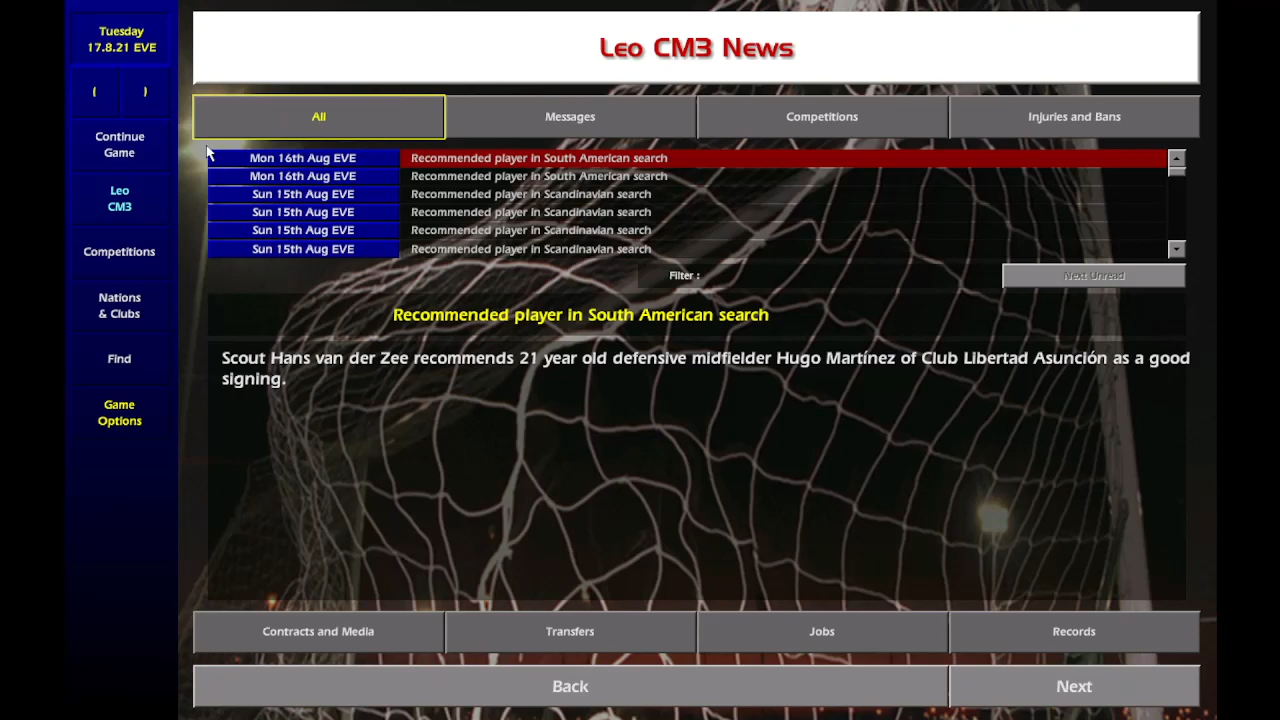 Tuesday
17.8.21 EVE
( )
Continue
Game
Leo
CM3
Competitions
Nations
& Clubs
Find
Game
Options
Leo CM3 News
All Messages Competitions Injuries and Bans
Mon 16th Aug EVE Recommended player in South American search
Mon 16th Aug EVE Recommended player in South American search
Sun 15th Aug EVE Recommended player in Scandinavian search
Sun 15th Aug EVE Recommended player in Scandinavian search
Sun 15th Aug EVE Recommended player in Scandinavian search
Sun 15th Aug EVE Recommended player in Scandinavian search
Filter : Next Unread
Recommended player in South American search
Scout Hans van der Zee recommends 21 year old defensive midfielder Hugo Martínez of Club Libertad Asunción as a good
signing.
Contracts and Media Transfers Jobs Records
Back Next